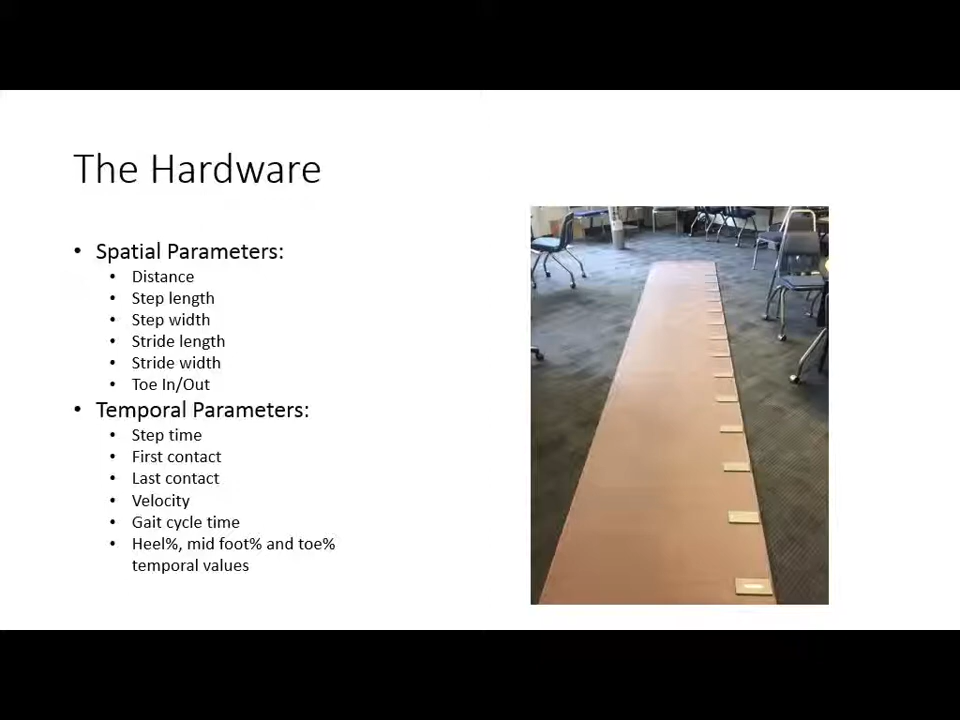 The Hardware
• Spatial Parameters:
• Distance
• Step length
• Step width
• Stride length
• Stride width
• Toe In/Out
• Temporal Parameters:
• Step time
• First contact
• Last contact
• Velocity
• Gait cycle time
• Heel%, mid foot% and toe%
temporal values